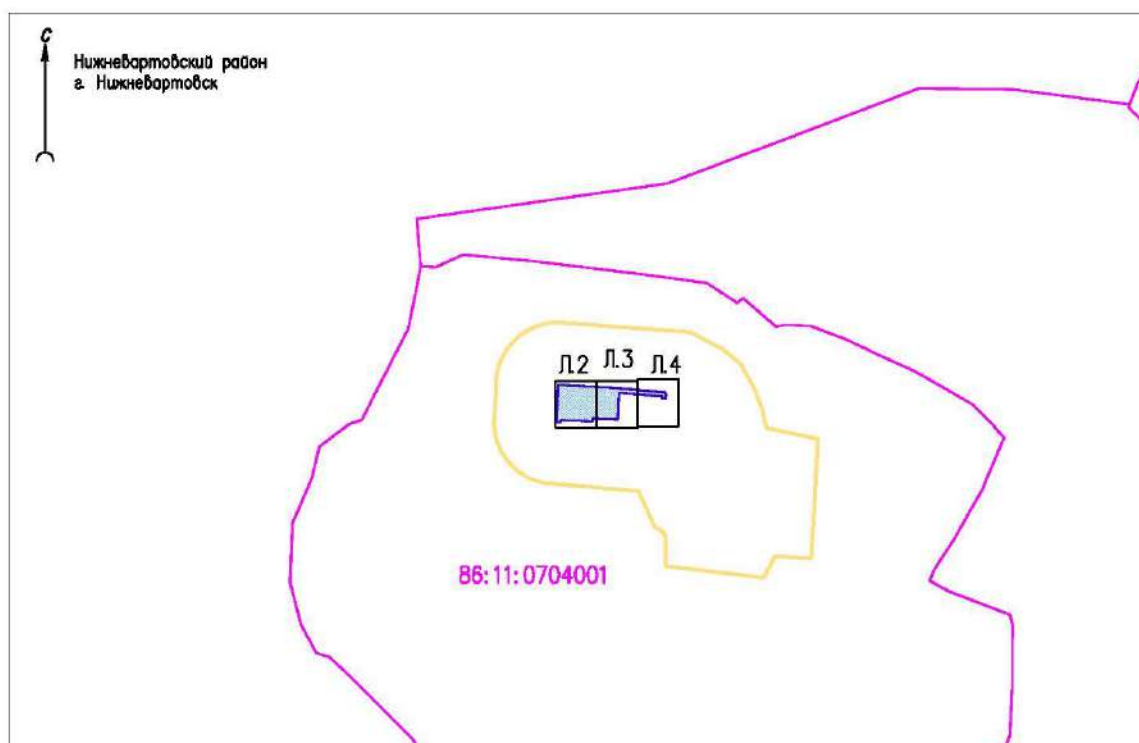 С
Нижневартовский район
г. Нижневартовск
Л.2 Л.3 Л.4
86:11:0704001